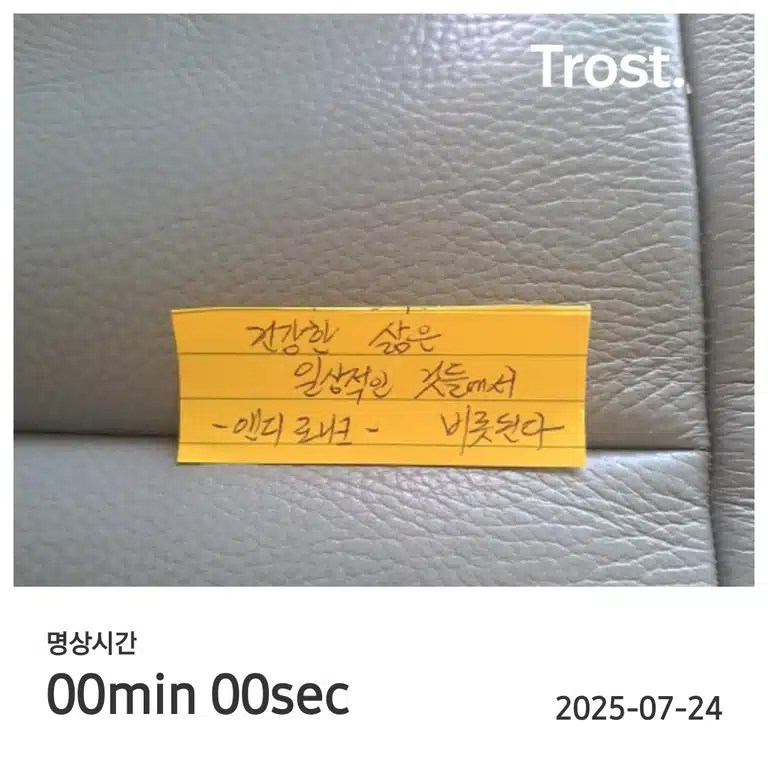 Trost.
건강한 삶은
일상적인 것들에서
-앤디 로니크- 비롯된다
명상시간
00min 00sec
2025-07-24